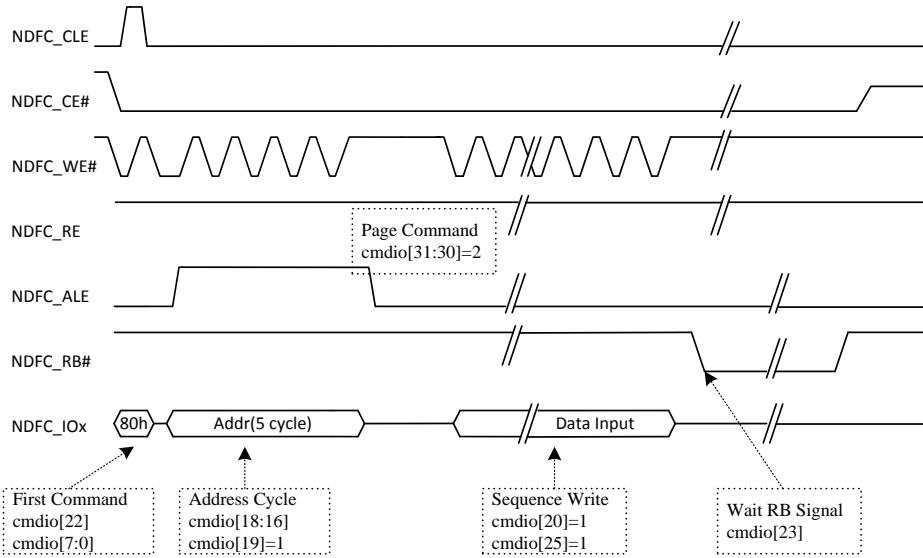 NDFC_CLE
NDFC_CE#
NDFC_WE#
NDFC_RE
Page Command
cmdio[31:30]=2
NDFC_ALE
NDFC_RB#
NDFC_IOx
80h
Addr(5 cycle)
Data Input
First Command
cmdio[22]
cmdio[7:0]
Address Cycle
cmdio[18:16]
cmdio[19]=1
Sequence Write
cmdio[20]=1
cmdio[25]=1
Wait RB Signal
cmdio[23]